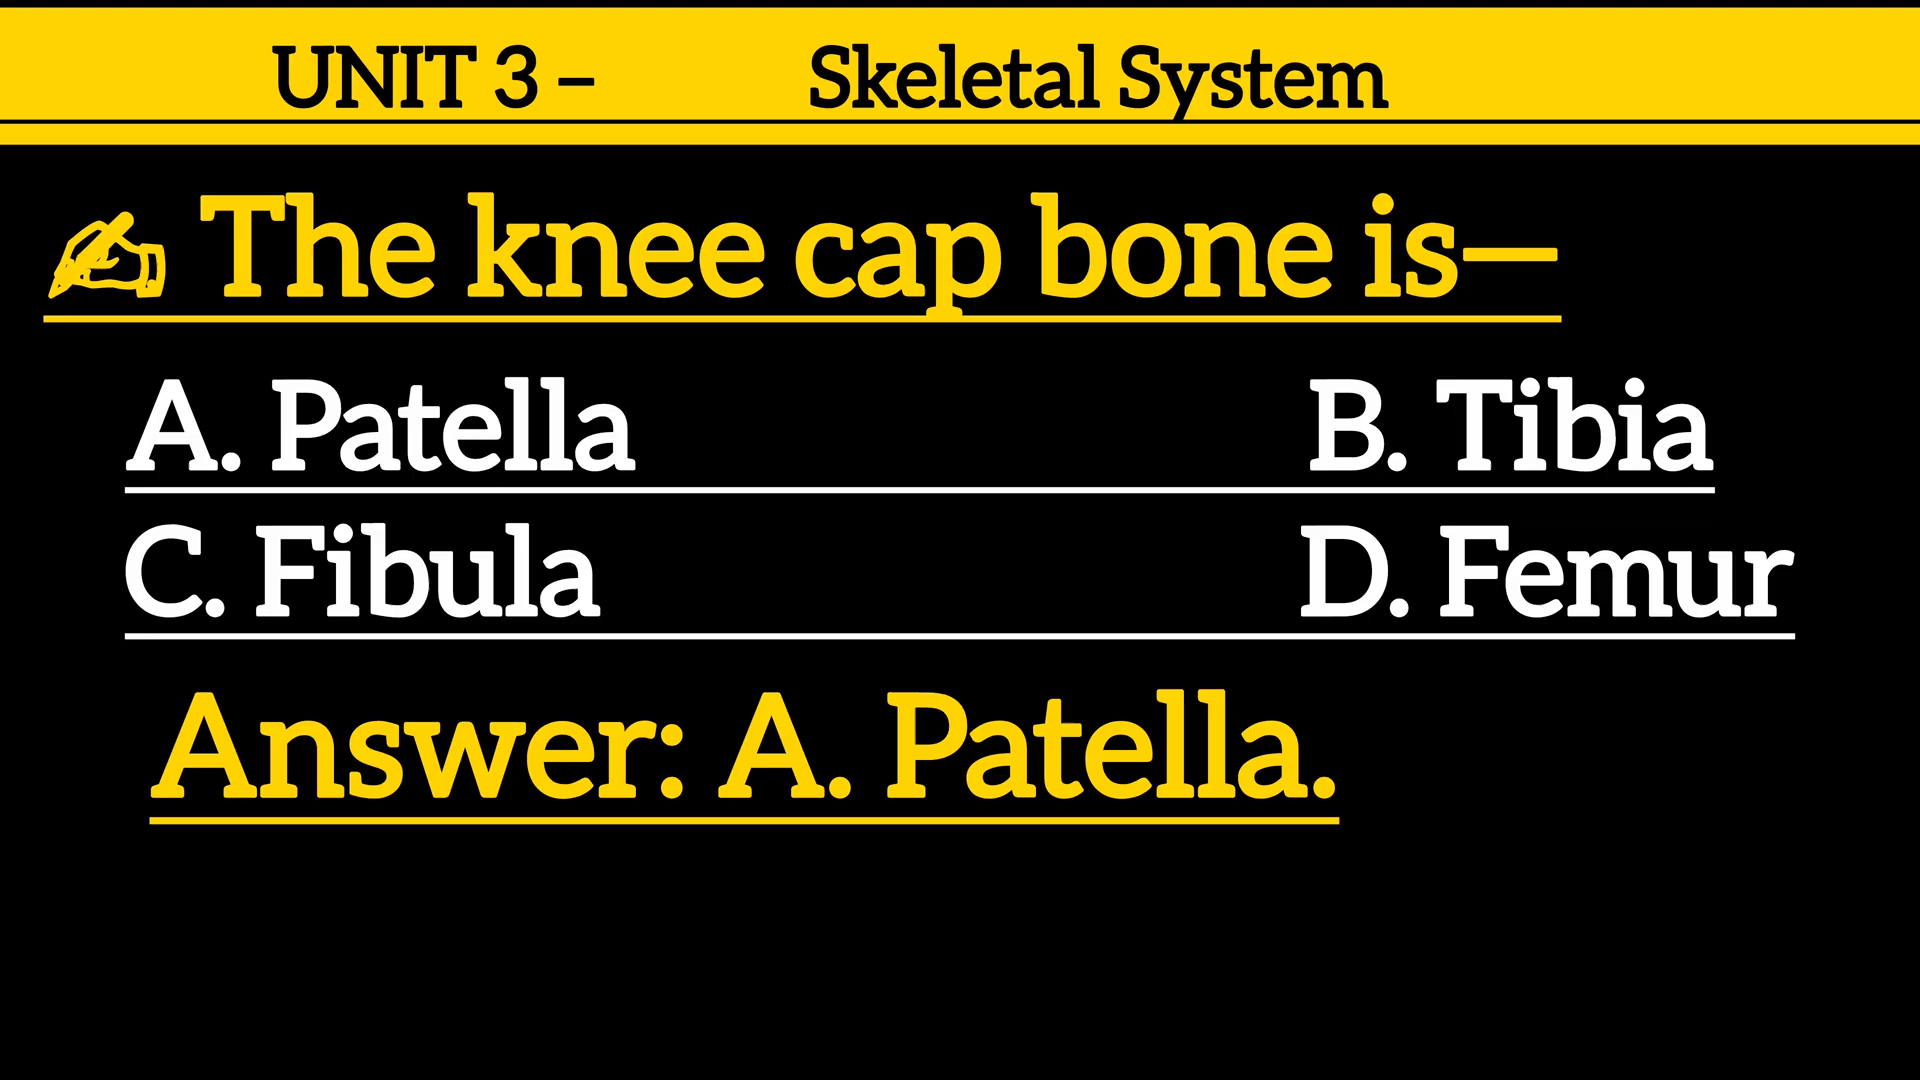 UNIT 3 – Skeletal System
✍ The knee cap bone is—
A. Patella B. Tibia
C. Fibula D. Femur
Answer: A. Patella.